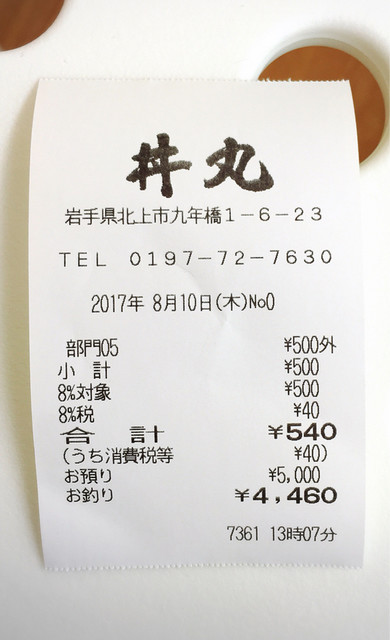 丼丸
岩手県北上市九年橋1-6-23
TEL 0197-72-7630
2017年 8月10日(木)No0
部門05 ¥500外
小 計 ¥500
8%対象 ¥500
8%税 ¥40
合 計 ¥540
(うち消費税等 ¥40)
お預り ¥5,000
お釣り ¥4,460
7361 13時07分